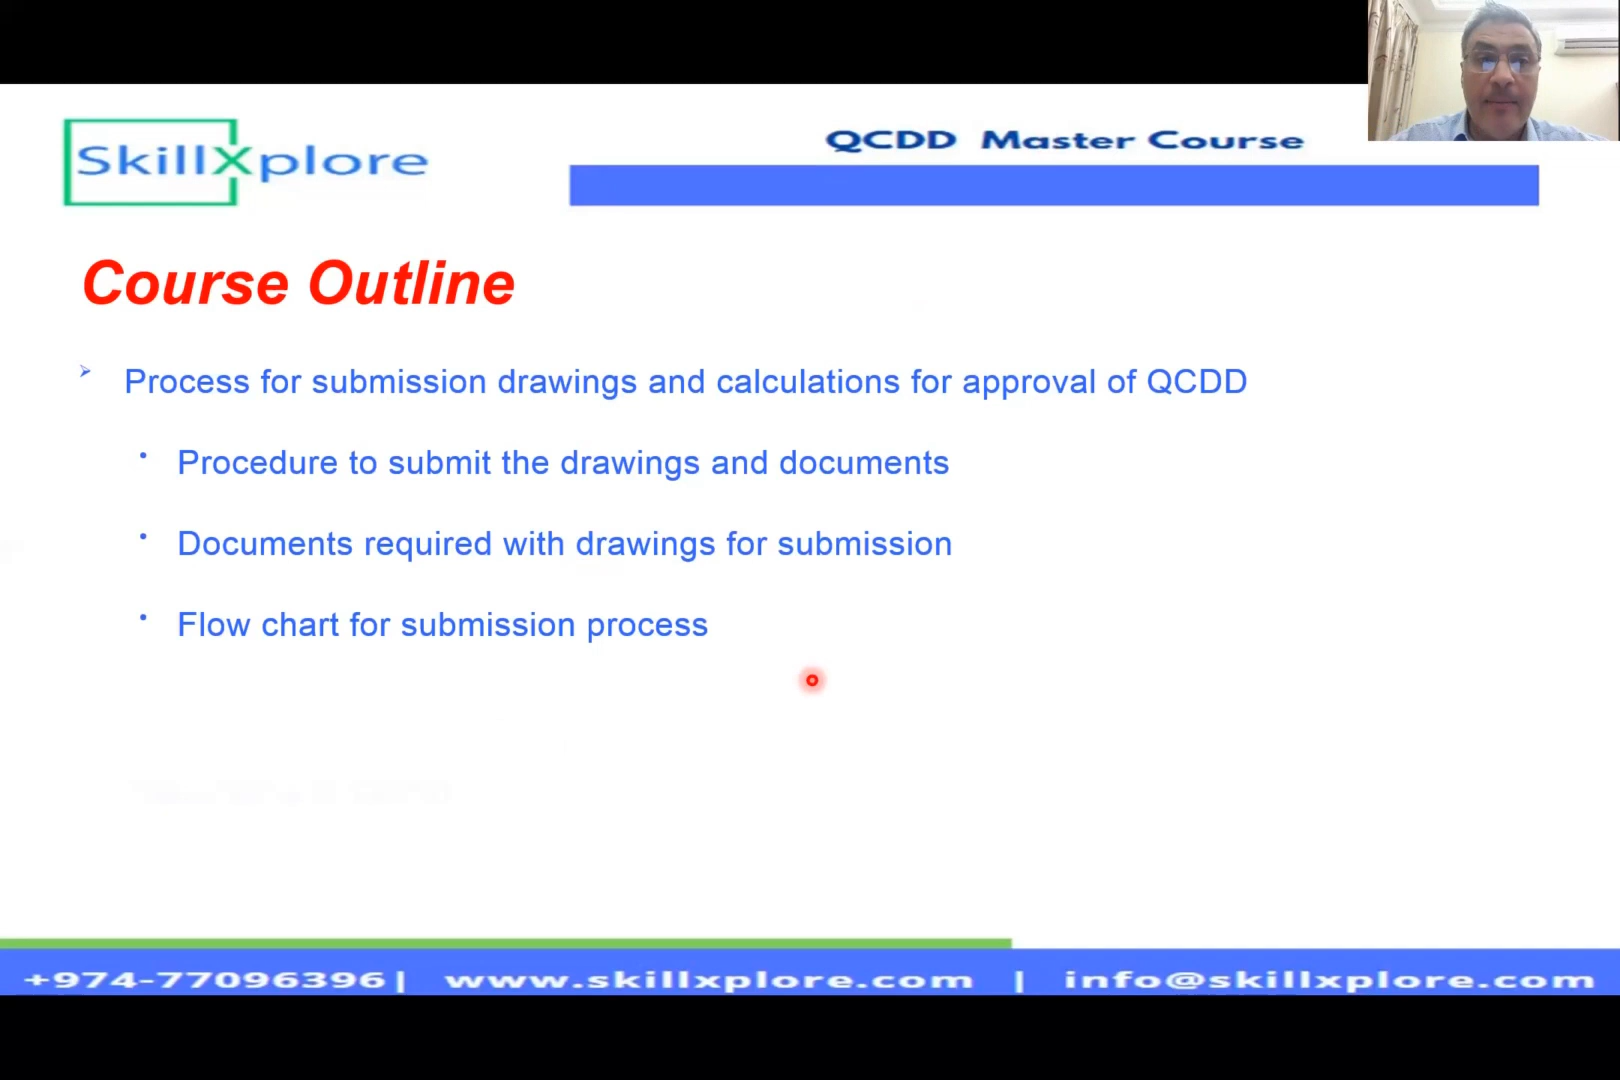 SkillXplore
QCDD Master Course
Course Outline
Process for submission drawings and calculations for approval of QCDD
Procedure to submit the drawings and documents
Documents required with drawings for submission
Flow chart for submission process
+974-77096396| www.skillxplore.com | info@skillxplore.com